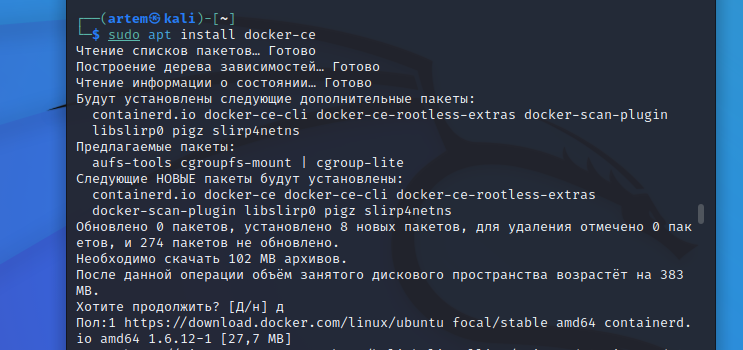 ┌──(artem㉿kali)-[~]
└─$ sudo apt install docker-ce
Чтение списков пакетов… Готово
Построение дерева зависимостей… Готово
Чтение информации о состоянии… Готово
Будут установлены следующие дополнительные пакеты:
containerd.io docker-ce-cli docker-ce-rootless-extras docker-scan-plugin
libslirp0 pigz slirp4netns
Предлагаемые пакеты:
aufs-tools cgroupfs-mount | cgroup-lite
Следующие НОВЫЕ пакеты будут установлены:
containerd.io docker-ce docker-ce-cli docker-ce-rootless-extras
docker-scan-plugin libslirp0 pigz slirp4netns
Обновлено 0 пакетов, установлено 8 новых пакетов, для удаления отмечено 0 пак
етов, и 274 пакетов не обновлено.
Необходимо скачать 102 MB архивов.
После данной операции объём занятого дискового пространства возрастёт на 383
MB.
Хотите продолжить? [Д/н] д
Пол:1 https://download.docker.com/linux/ubuntu focal/stable amd64 containerd.
io amd64 1.6.12-1 [27,7 MB]